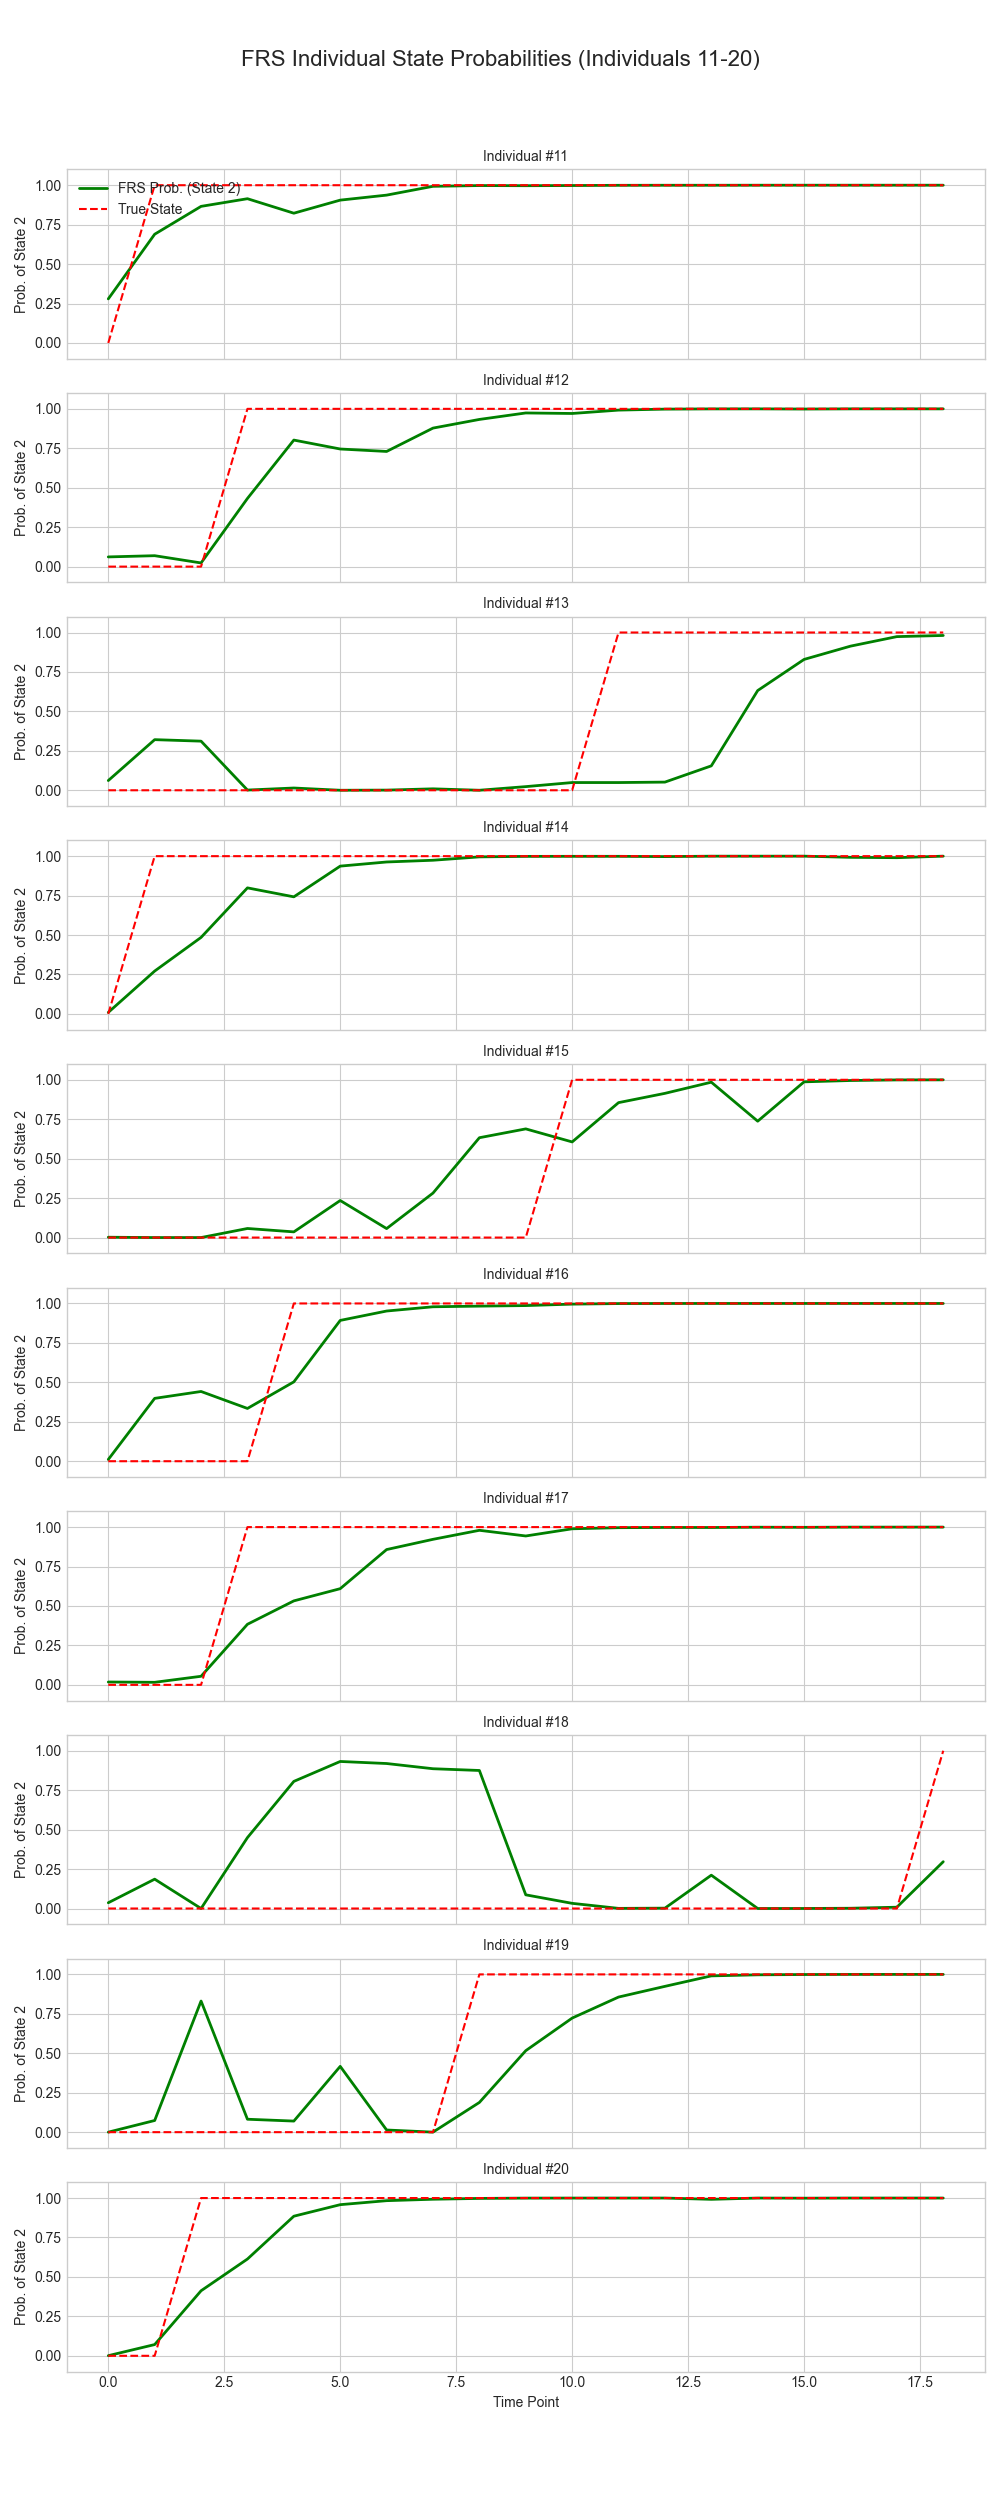 FRS Individual State Probabilities (Individuals 11-20)
Individual #11
FRS Prob. (State 2)
True State
Prob. of State 2
1.00
0.75
0.50
0.25
0.00
Individual #12
Prob. of State 2
1.00
0.75
0.50
0.25
0.00
Individual #13
Prob. of State 2
1.00
0.75
0.50
0.25
0.00
Individual #14
Prob. of State 2
1.00
0.75
0.50
0.25
0.00
Individual #15
Prob. of State 2
1.00
0.75
0.50
0.25
0.00
Individual #16
Prob. of State 2
1.00
0.75
0.50
0.25
0.00
Individual #17
Prob. of State 2
1.00
0.75
0.50
0.25
0.00
Individual #18
Prob. of State 2
1.00
0.75
0.50
0.25
0.00
Individual #19
Prob. of State 2
1.00
0.75
0.50
0.25
0.00
Individual #20
Prob. of State 2
1.00
0.75
0.50
0.25
0.00
0.0 2.5 5.0 7.5 10.0 12.5 15.0 17.5
Time Point